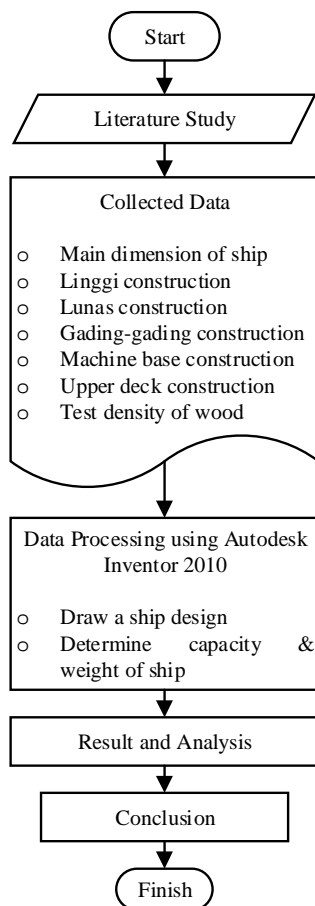 Start
Literature Study
Collected Data
o Main dimension of ship
o Linggi construction
o Lunas construction
o Gading-gading construction
o Machine base construction
o Upper deck construction
o Test density of wood
Data Processing using Autodesk
Inventor 2010
o Draw a ship design
o Determine capacity &
weight of ship
Result and Analysis
Conclusion
Finish